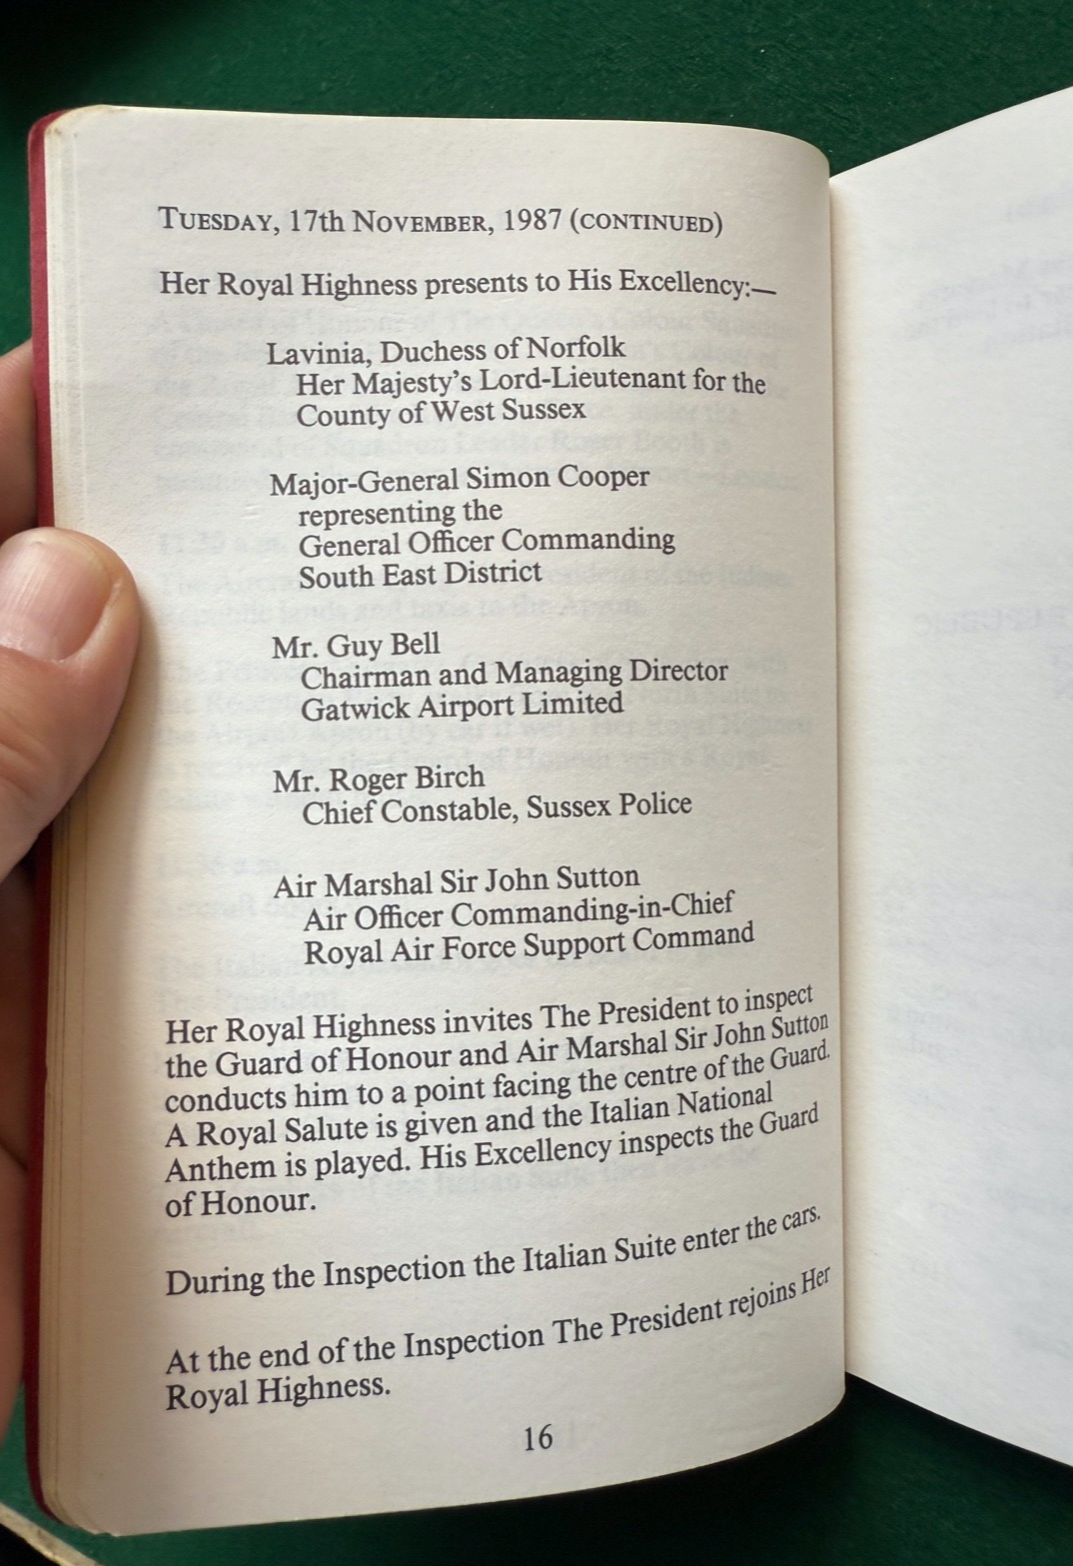 TUESDAY, 17th NOVEMBER, 1987 (CONTINUED)
Her Royal Highness presents to His Excellency:—
Lavinia, Duchess of Norfolk
Her Majesty's Lord-Lieutenant for the
County of West Sussex
Major-General Simon Cooper
representing the
General Officer Commanding
South East District
Mr. Guy Bell
Chairman and Managing Director
Gatwick Airport Limited
Mr. Roger Birch
Chief Constable, Sussex Police
Air Marshal Sir John Sutton
Air Officer Commanding-in-Chief
Royal Air Force Support Command
Her Royal Highness invites The President to inspect
the Guard of Honour and Air Marshal Sir John Sutton
conducts him to a point facing the centre of the Guard.
A Royal Salute is given and the Italian National
Anthem is played. His Excellency inspects the Guard
of Honour.
During the Inspection the Italian Suite enter the cars.
At the end of the Inspection The President rejoins Her
Royal Highness.
16